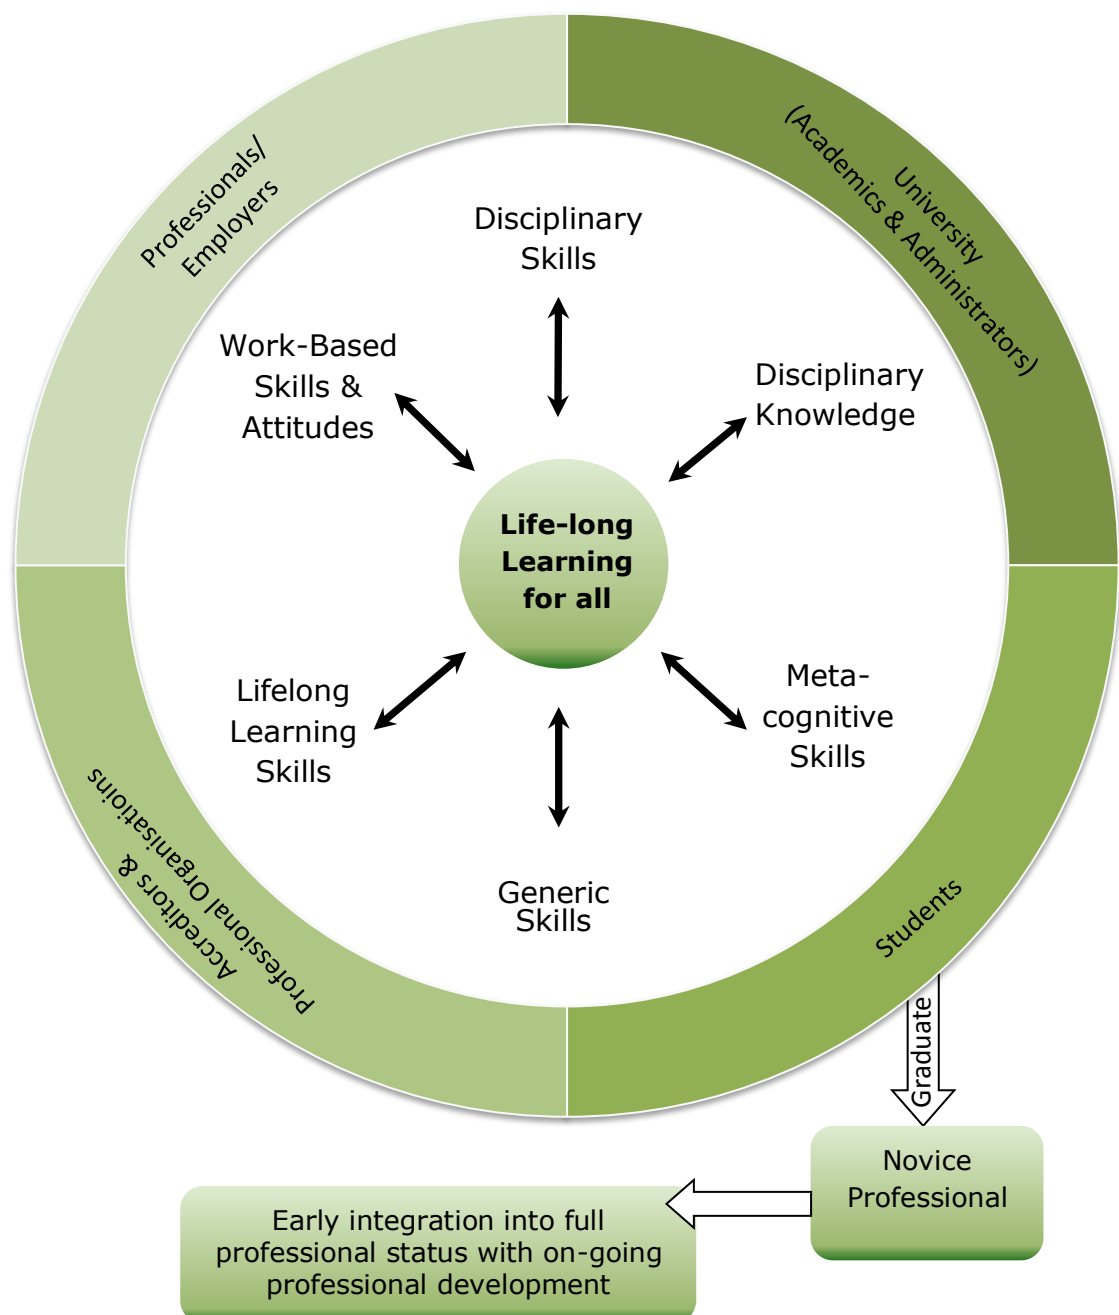 Professionals/
Employers
University
(Academics & Administrators)
Disciplinary
Skills
Work-Based
Skills &
Attitudes
Disciplinary
Knowledge
Life-long
Learning
for all
Lifelong
Learning
Skills
Meta-
cognitive
Skills
Generic
Skills
Accreditors &
Professional Organisatioins
Students
Graduate
Novice
Professional
Early integration into full
professional status with on-going
professional development